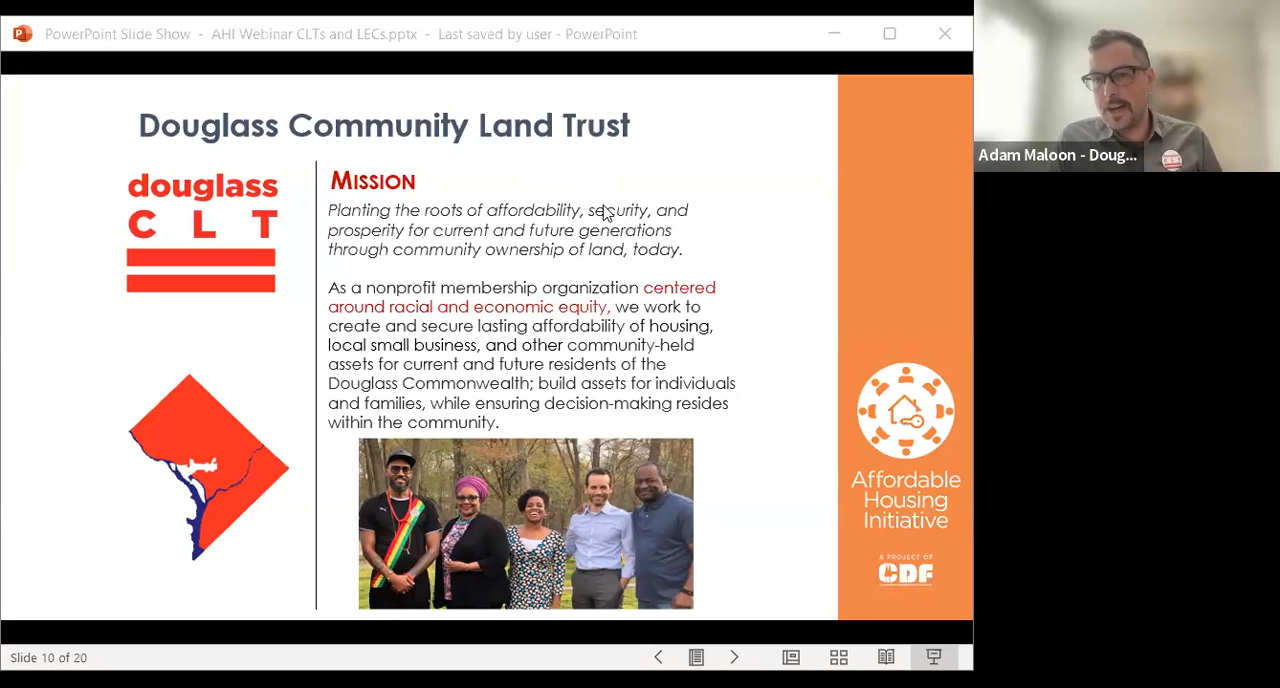 PowerPoint Slide Show - AHI Webinar CLTs and LECs.pptx - Last saved by user - PowerPoint
Adam Maloon - Doug...
CLT
Douglass Community Land Trust
douglass
C L T
MISSION
Planting the roots of affordability, security, and
prosperity for current and future generations
through community ownership of land, today.
As a nonprofit membership organization centered
around racial and economic equity, we work to
create and secure lasting affordability of housing,
local small business, and other community-held
assets for current and future residents of the
Douglass Commonwealth; build assets for individuals
and families, while ensuring decision-making resides
within the community.
Affordable
Housing
Initiative
A PROJECT OF
CDF
Slide 10 of 20